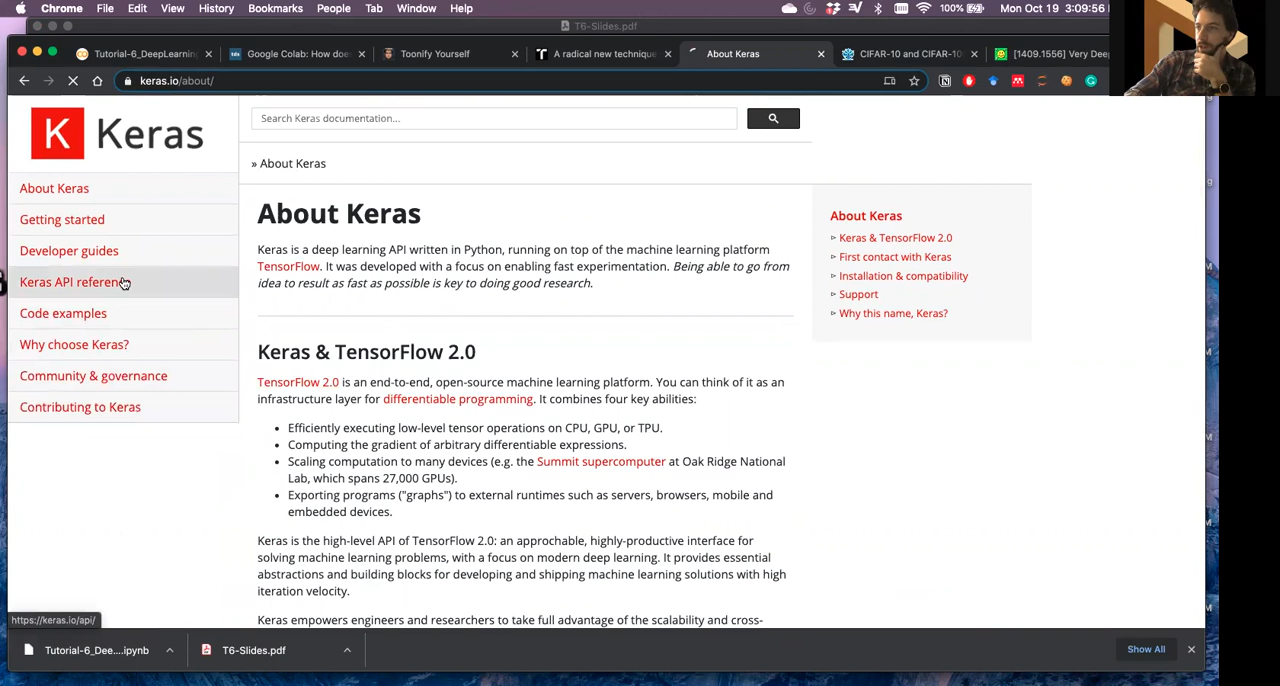 Chrome File Edit View History Bookmarks People Tab Window Help 100% Mon Oct 19 3:09:56
T6-Slides.pdf
Tutorial-6_DeepLearning Google Colab: How does Toonify Yourself A radical new technique About Keras CIFAR-10 and CIFAR-10 [1409.1556] Very Deep
keras.io/about/
K Keras
Search Keras documentation...
» About Keras
About Keras
Getting started
Developer guides
Keras API reference
Code examples
Why choose Keras?
Community & governance
Contributing to Keras
About Keras
Keras is a deep learning API written in Python, running on top of the machine learning platform
TensorFlow. It was developed with a focus on enabling fast experimentation. Being able to go from
idea to result as fast as possible is key to doing good research.
Keras & TensorFlow 2.0
TensorFlow 2.0 is an end-to-end, open-source machine learning platform. You can think of it as an
infrastructure layer for differentiable programming. It combines four key abilities:
• Efficiently executing low-level tensor operations on CPU, GPU, or TPU.
• Computing the gradient of arbitrary differentiable expressions.
• Scaling computation to many devices (e.g. the Summit supercomputer at Oak Ridge National
Lab, which spans 27,000 GPUs).
• Exporting programs ("graphs") to external runtimes such as servers, browsers, mobile and
embedded devices.
Keras is the high-level API of TensorFlow 2.0: an approchable, highly-productive interface for
solving machine learning problems, with a focus on modern deep learning. It provides essential
abstractions and building blocks for developing and shipping machine learning solutions with high
iteration velocity.
Keras empowers engineers and researchers to take full advantage of the scalability and cross-
About Keras
Keras & TensorFlow 2.0
First contact with Keras
Installation & compatibility
Support
Why this name, Keras?
https://keras.io/api/
Tutorial-6_Dee....ipynb T6-Slides.pdf Show All